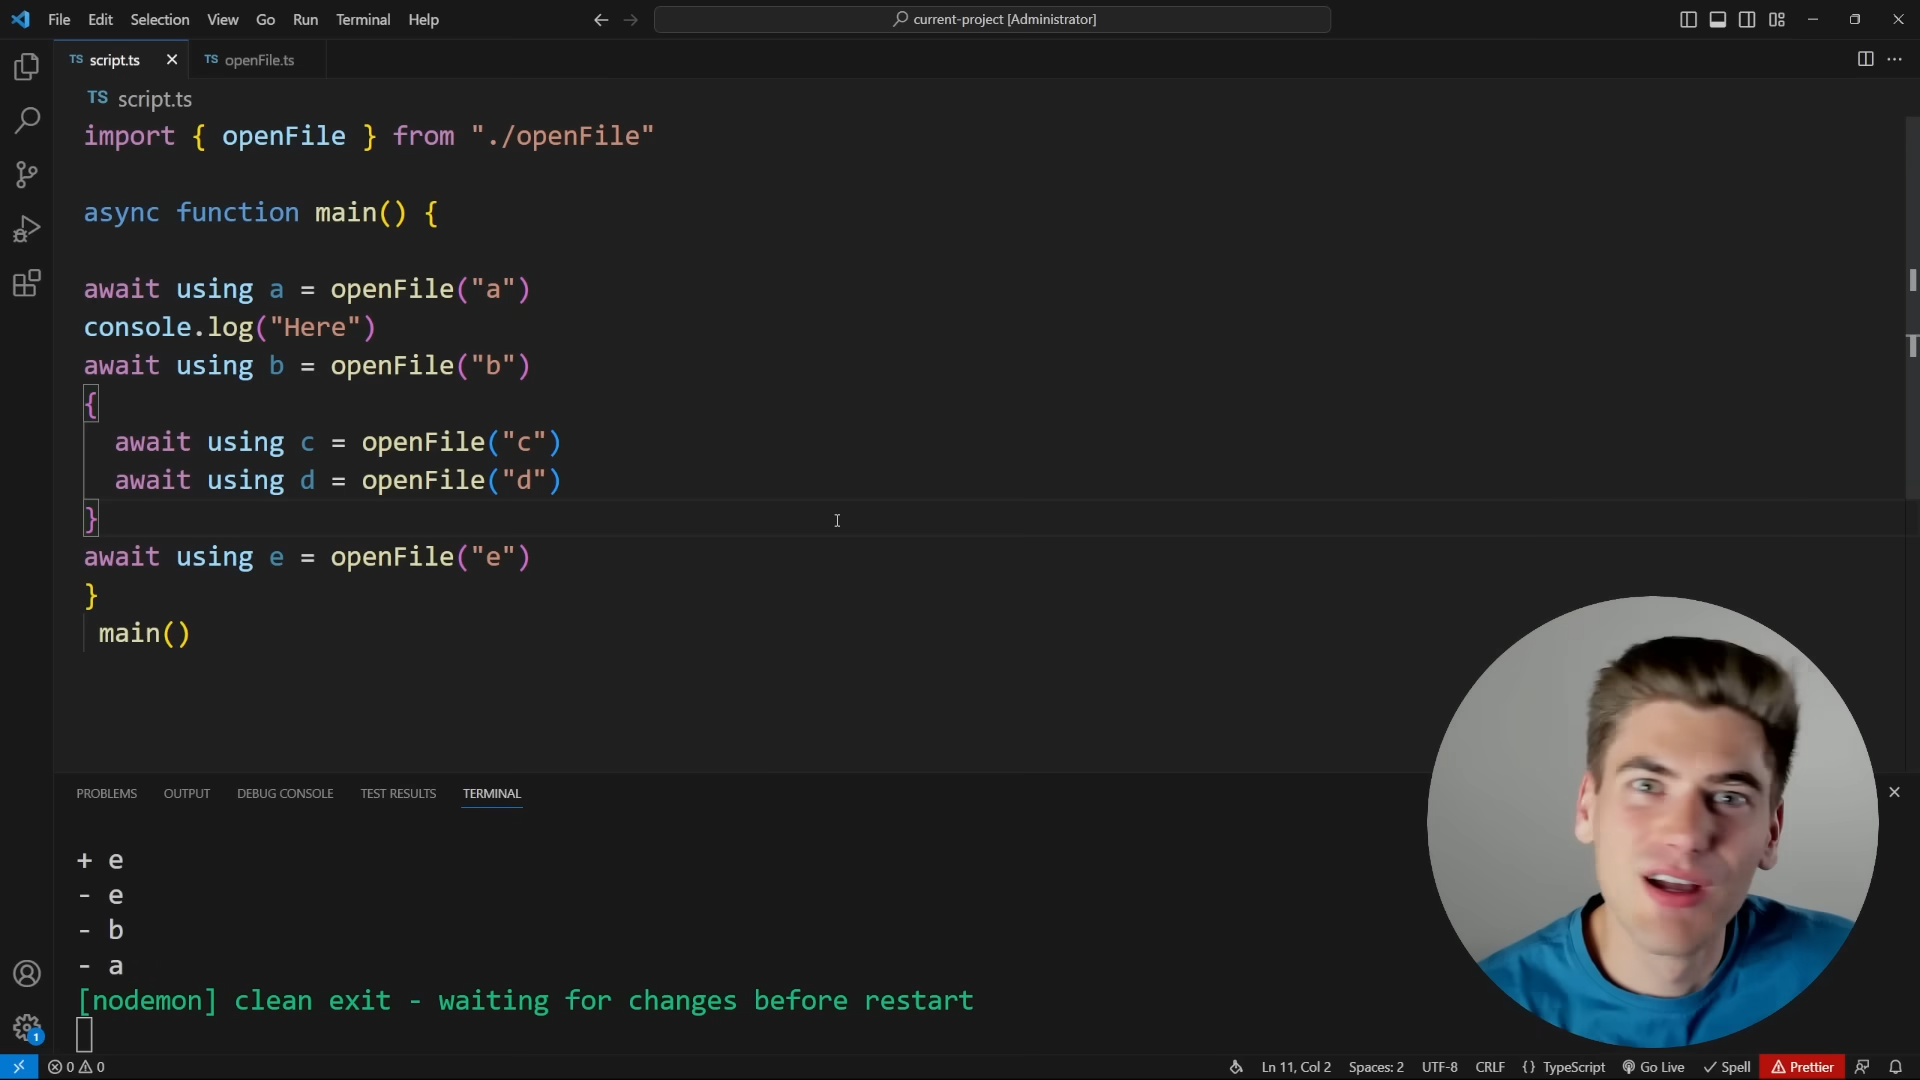 File Edit Selection View Go Run Terminal Help
current-project [Administrator]
TS script.ts
TS openFile.ts
TS script.ts
import { openFile } from "./openFile"
async function main() {
await using a = openFile("a")
console.log("Here")
await using b = openFile("b")
{
await using c = openFile("c")
await using d = openFile("d")
}
await using e = openFile("e")
}
main()
PROBLEMS OUTPUT DEBUG CONSOLE TEST RESULTS TERMINAL
+ e
- e
- b
- a
[nodemon] clean exit - waiting for changes before restart
1
0 0 Ln 11, Col 2 Spaces: 2 UTF-8 CRLF {} TypeScript Go Live Spell Prettier